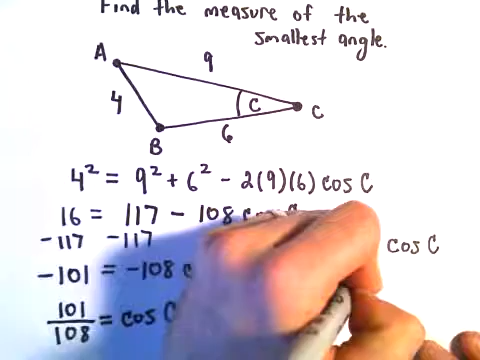 Find the measure of the
smallest angle.
A
9
4
C
C
6
B
4² = 9² + 6² - 2(9)(6) cos C
16 = 117 - 108 cos C
-117 -117
cos C
-101 = -108 c
101/108 = cos C